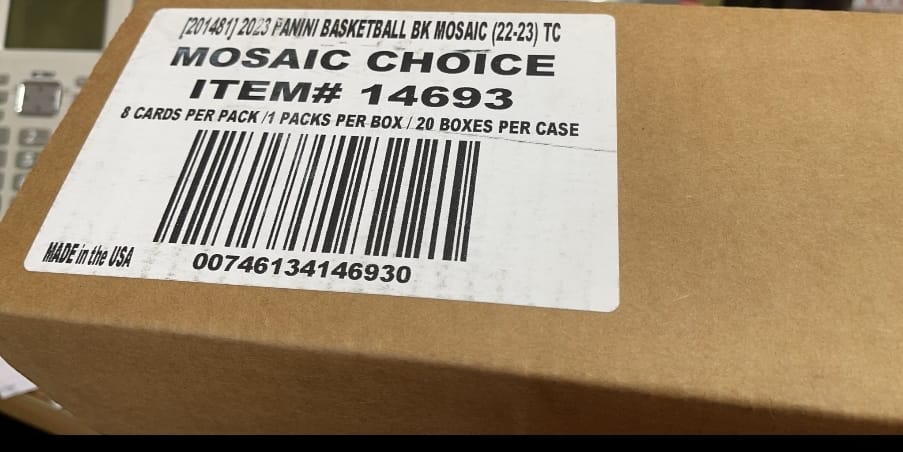 [201481] 2023 PANINI BASKETBALL BK MOSAIC (22-23) TC
MOSAIC CHOICE
ITEM# 14693
8 CARDS PER PACK /1 PACKS PER BOX / 20 BOXES PER CASE
MADE in the USA
00746134146930